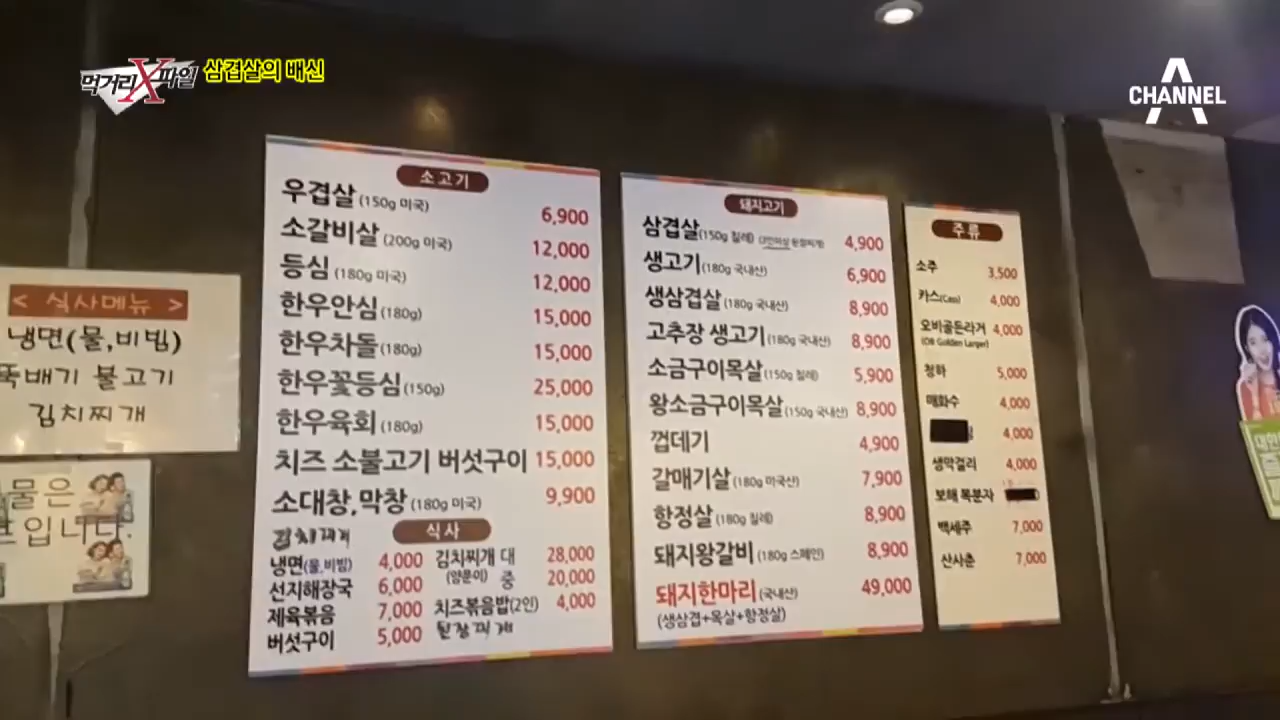 먹거리X파일 삼겹살의 배신
CHANNEL A
< 식사메뉴 >
냉면(물,비빔)
뚝배기 불고기
김치찌개
물은
입니다.
소고기
우겹살(150g 미국) 6,900
소갈비살(200g 미국) 12,000
등심(180g 미국) 12,000
한우안심(180g) 15,000
한우차돌(180g) 15,000
한우꽃등심(150g) 25,000
한우육회(180g) 15,000
치즈 소불고기 버섯구이 15,000
소대창,막창(180g 미국) 9,900
김치찌개
식사
냉면(물,비빔) 4,000
선지해장국 6,000
제육볶음 7,000
버섯구이 5,000
김치찌개 대 28,000
(양푼이) 중 20,000
치즈볶음밥(2인) 4,000
된장찌개
돼지고기
삼겹살(150g 칠레) 4,900
생고기(180g 국내산) 6,900
생삼겹살(180g 국내산) 8,900
고추장 생고기(180g 국내산) 8,900
소금구이목살(150g 칠레) 5,900
왕소금구이목살(150g 국내산) 8,900
껍데기 4,900
갈매기살(180g 미국산) 7,900
항정살(180g 칠레) 8,900
돼지왕갈비(180g 스페인) 8,900
돼지한마리(국내산) 49,000
(생삼겹+목살+항정살)
주류
소주 3,500
카스(Cass) 4,000
오비골든라거 4,000
(OB Golden Larger)
청하 5,000
매화수 4,000
4,000
생막걸리 4,000
보해 복분자
백세주 7,000
산사춘 7,000
대한